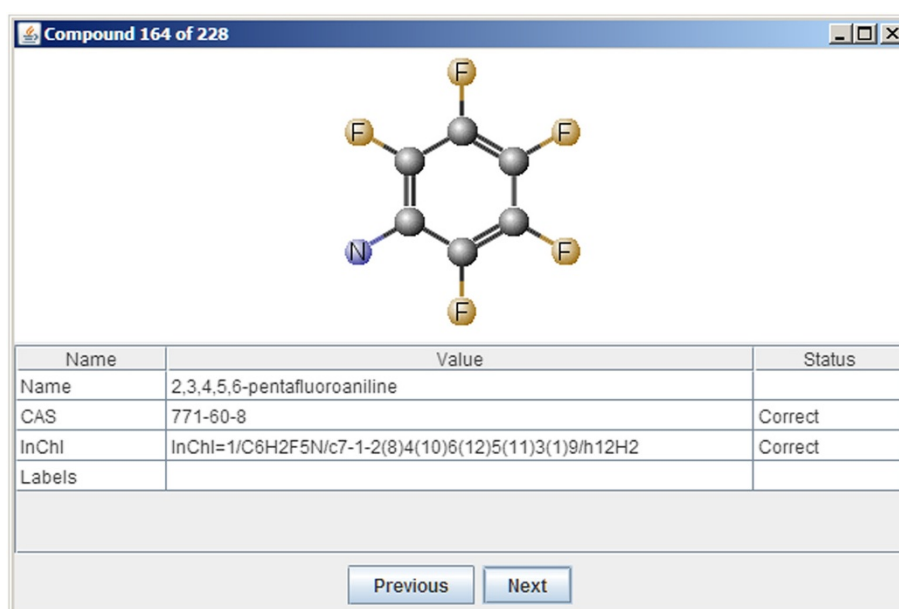 Compound 164 of 228
F
F
F
N
F
F
Name Value Status
Name 2,3,4,5,6-pentafluoroaniline
CAS 771-60-8 Correct
InChI InChI=1/C6H2F5N/c7-1-2(8)4(10)6(12)5(11)3(1)9/h12H2 Correct
Labels
Previous Next